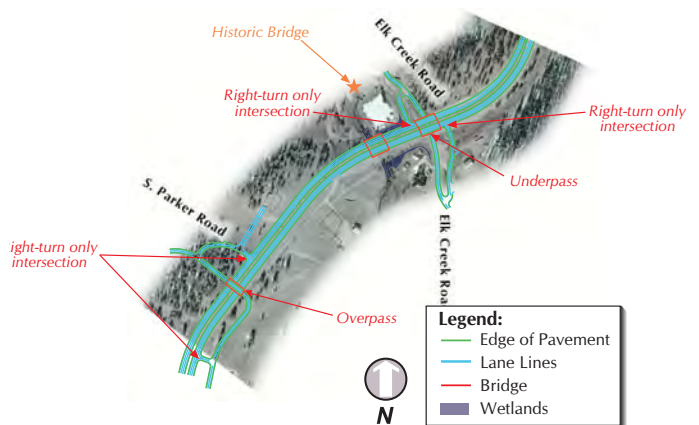 Historic Bridge
Elk Creek
Road
Right-turn only
intersection
Right-turn only
intersection
Underpass
S. Parker Road
Elk Creek Road
ight-turn only
intersection
Overpass
Legend:
Edge of Pavement
Lane Lines
Bridge
Wetlands
N